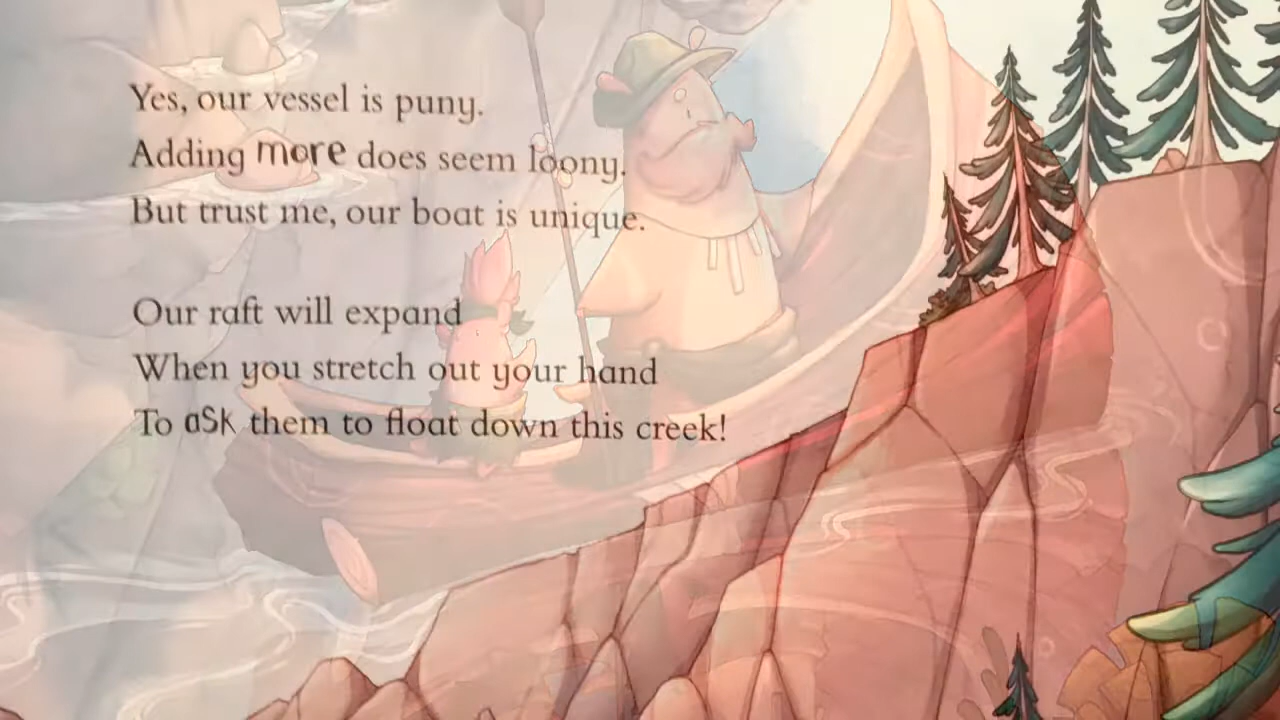 Yes, our vessel is puny.
Adding more does seem loony.
But trust me, our boat is unique.
Our raft will expand
When you stretch out your hand
To aSk them to float down this creek!